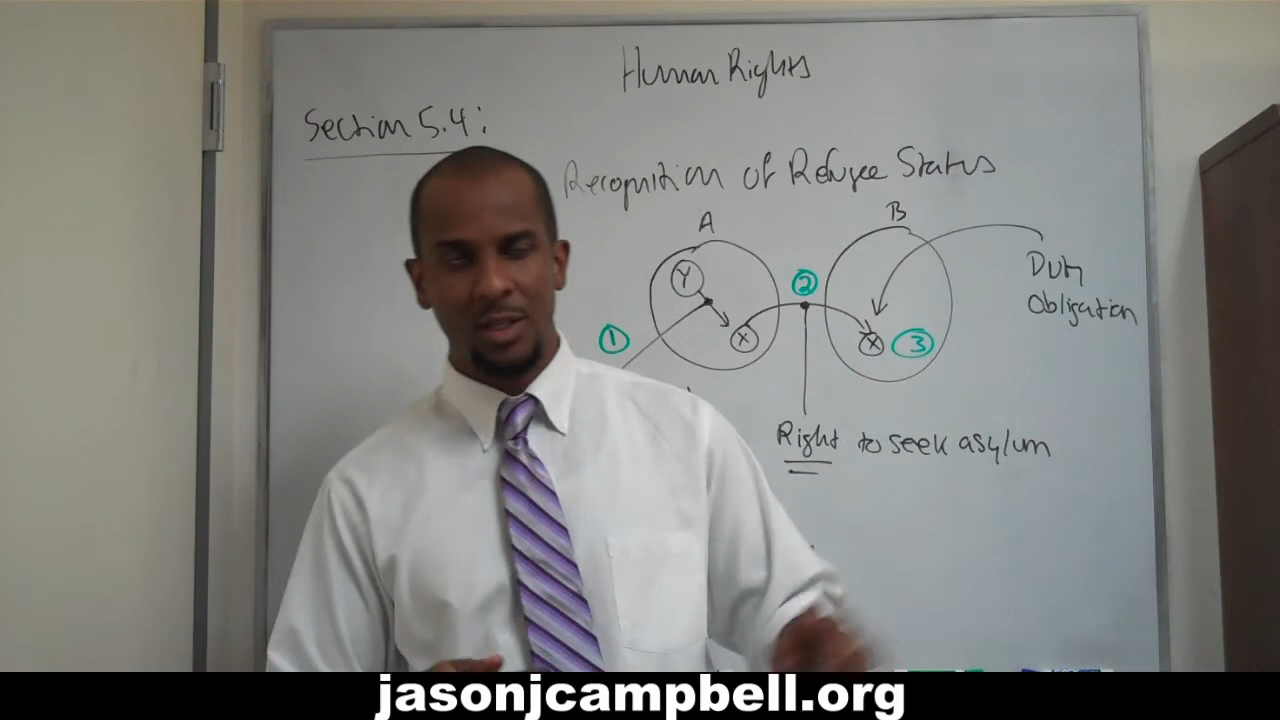 Human Rights
Section 5.4:
Recognition of Refugee Status
A
B
Y
2
Duty
Obligation
1
X
X
3
Right to seek asylum
jasonjcampbell.org